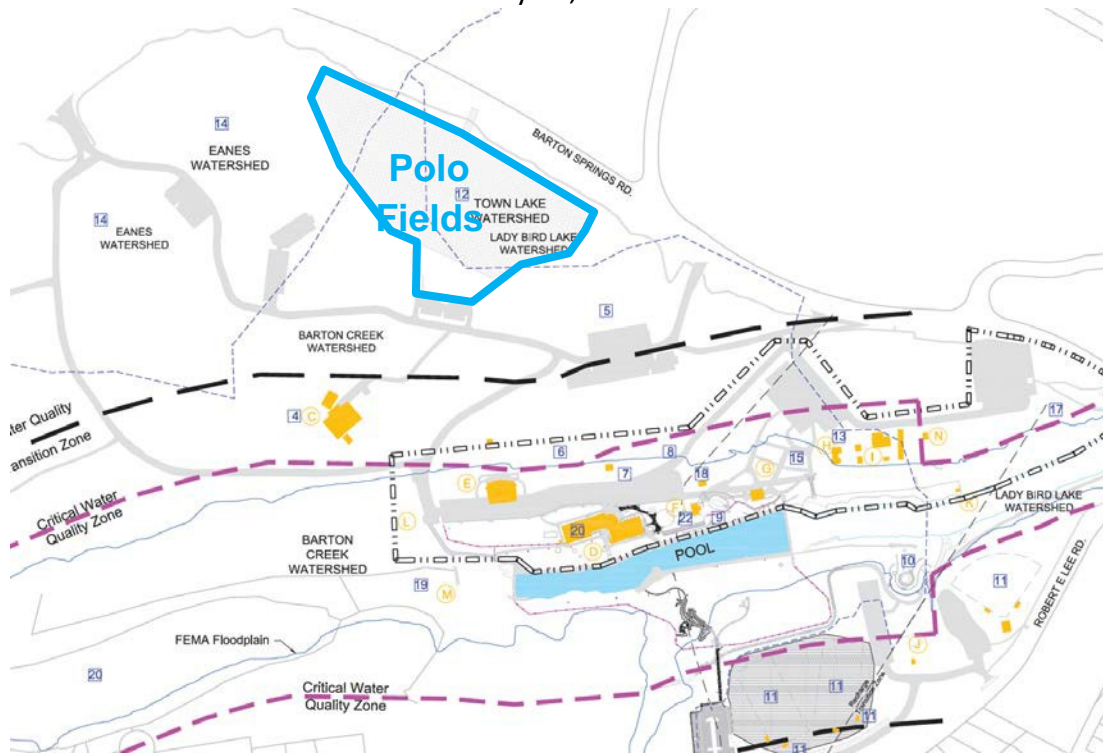 14
EANES
WATERSHED
BARTON SPRINGS RD.
Polo
Fields
12
TOWN LAKE
WATERSHED
LADY BIRD LAKE
WATERSHED
14
EANES
WATERSHED
5
BARTON CREEK
WATERSHED
4
C
ter Quality
ansition Zone
17
13
N
H
I
6
8
15
7
18
G
E
Critical Water
Quality Zone
LADY BIRD LAKE
WATERSHED
K
F
22
9
L
20
D
POOL
BARTON
CREEK
WATERSHED
10
19
M
11
ROBERT E LEE RD.
FEMA Floodplain
J
20
Critical Water
Quality Zone
11
11
11
11